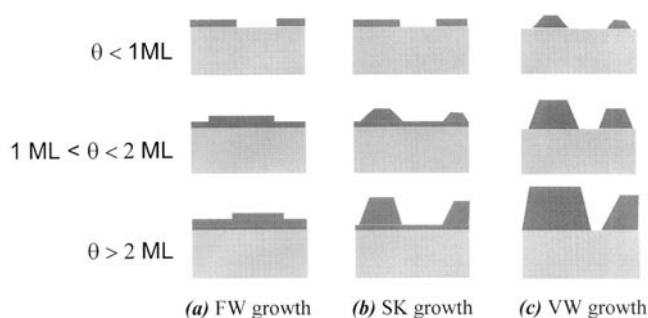 θ < 1ML
1 ML < θ < 2 ML
θ > 2 ML
(a) FW growth (b) SK growth (c) VW growth